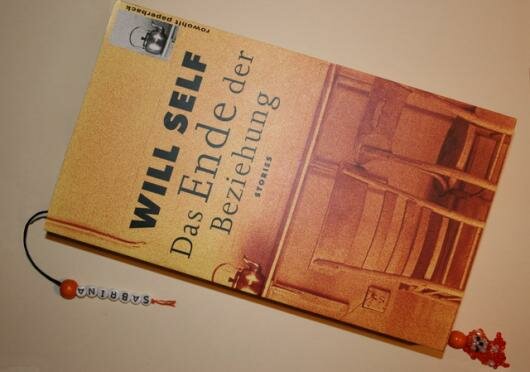 rowohlt paperback
WILL SELF
Das Ende der
Beziehung
STORIES
SABRINA